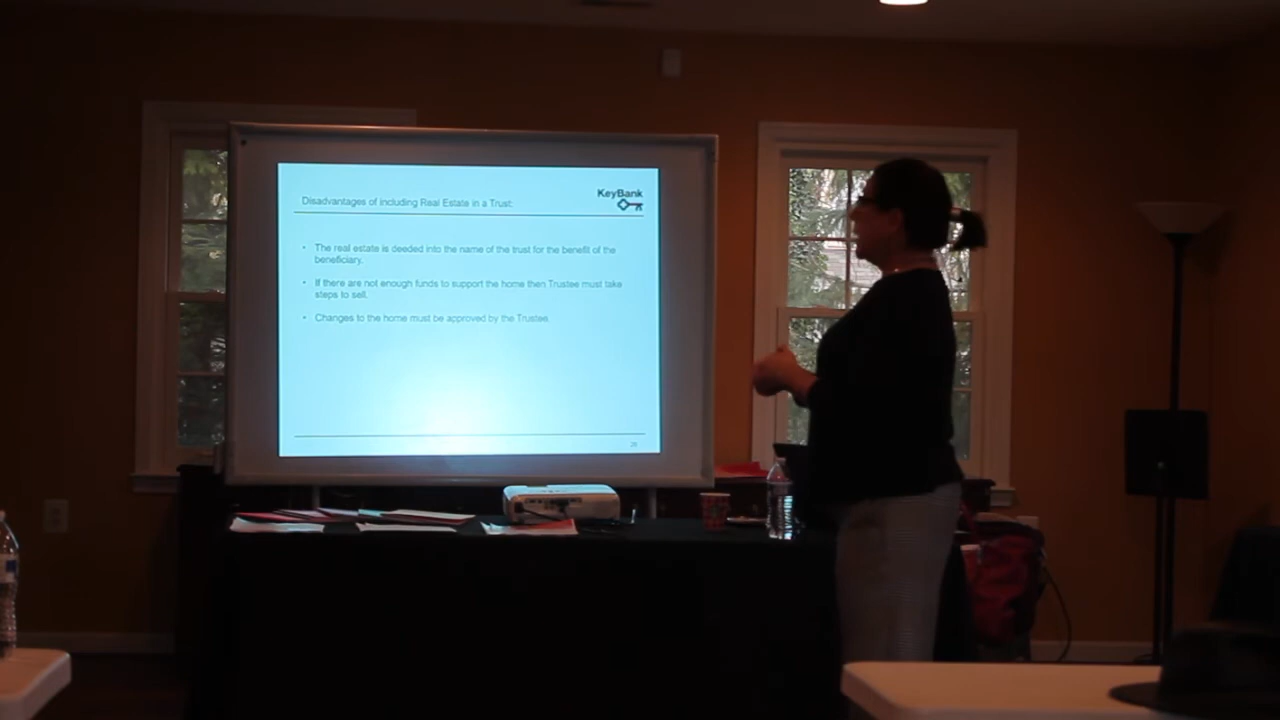 KeyBank
Disadvantages of including Real Estate in a Trust:
• The real estate is deeded into the name of the trust for the benefit of the
beneficiary.
• If there are not enough funds to support the home then Trustee must take
steps to sell.
• Changes to the home must be approved by the Trustee.
28